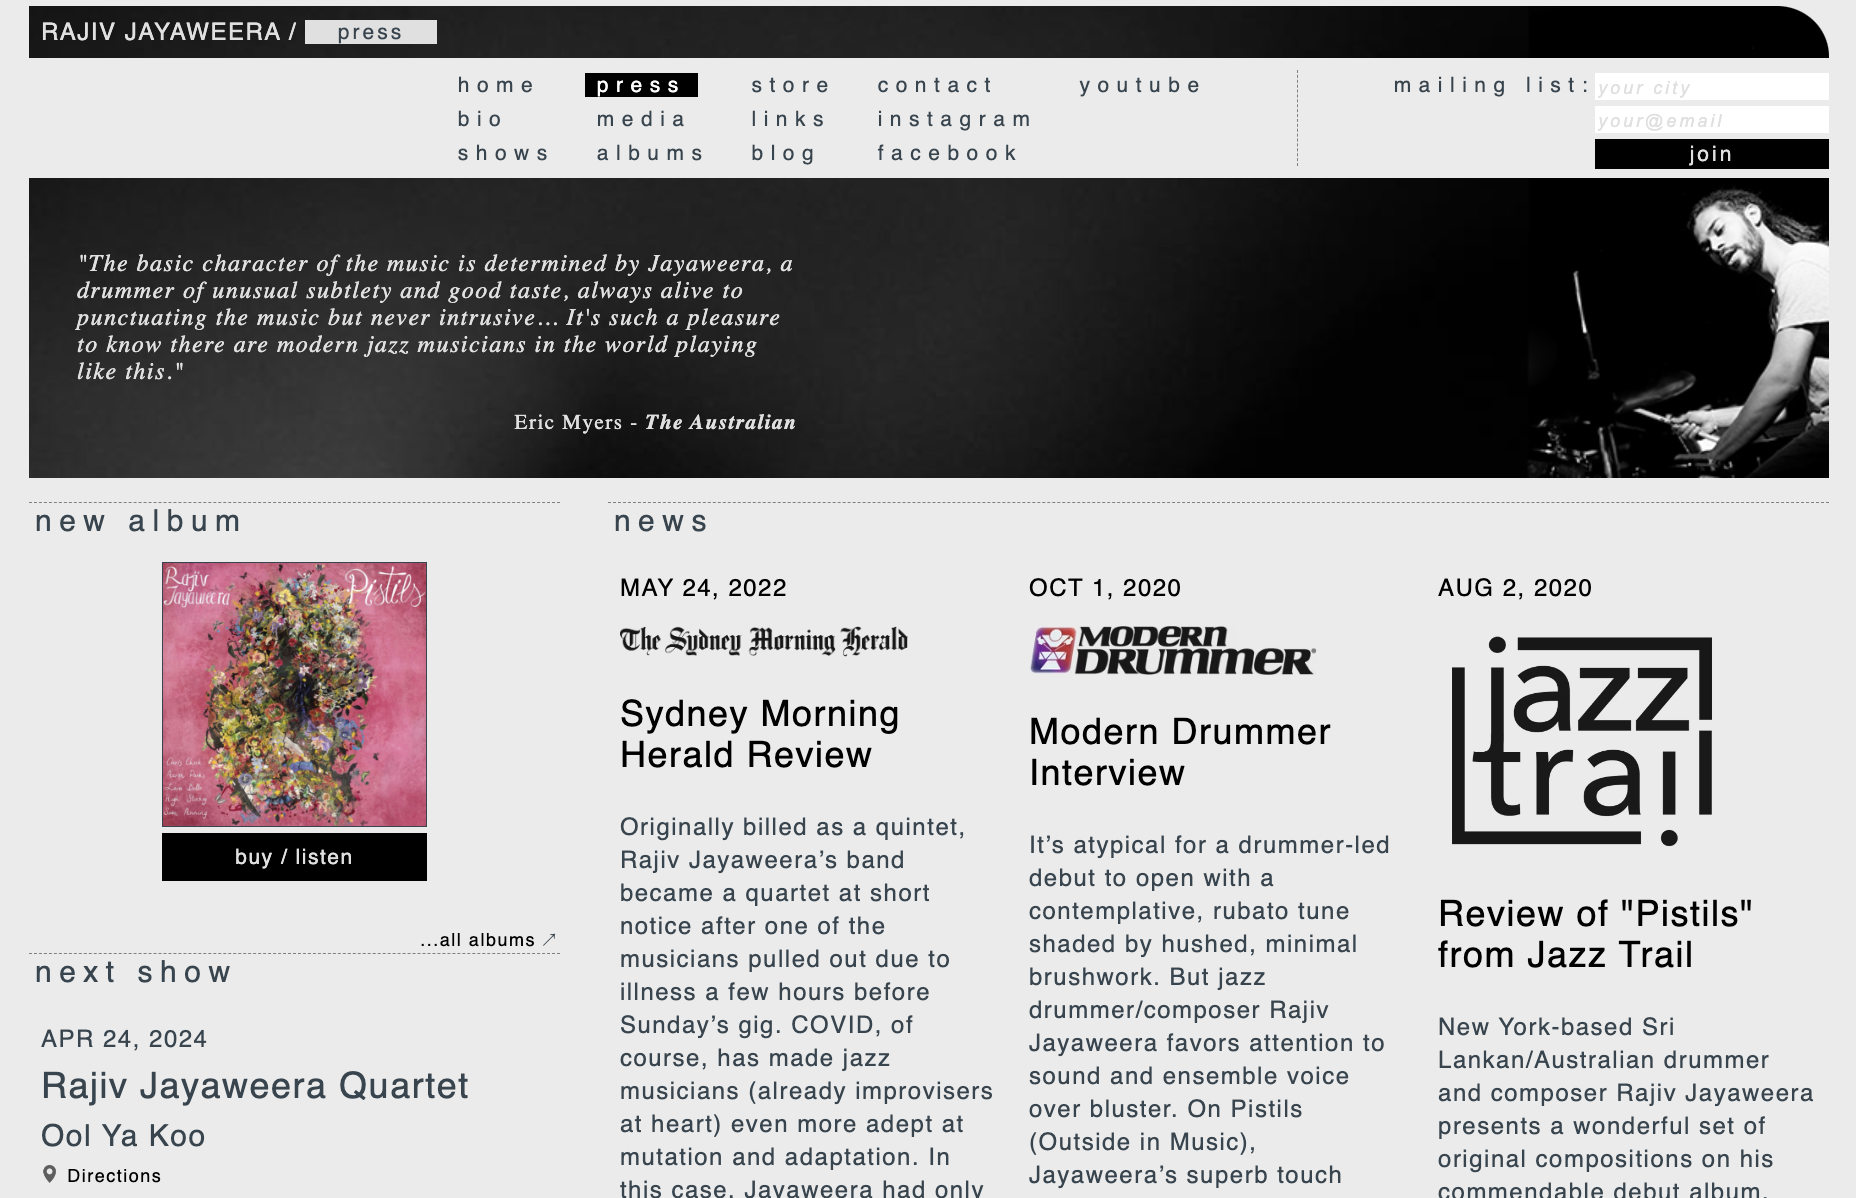 RAJIV JAYAWEERA / press
home
bio
shows
press
media
albums
store
links
blog
contact
instagram
facebook
youtube
mailing list:
your city
your@email
join
"The basic character of the music is determined by Jayaweera, a
drummer of unusual subtlety and good taste, always alive to
punctuating the music but never intrusive... It's such a pleasure
to know there are modern jazz musicians in the world playing
like this."
Eric Myers - The Australian
new album
Rajiv
Jayaweera
Pistils
buy / listen
...all albums ↗
next show
APR 24, 2024
Rajiv Jayaweera Quartet
Ool Ya Koo
Directions
news
MAY 24, 2022
The Sydney Morning Herald
Sydney Morning
Herald Review
Originally billed as a quintet,
Rajiv Jayaweera’s band
became a quartet at short
notice after one of the
musicians pulled out due to
illness a few hours before
Sunday’s gig. COVID, of
course, has made jazz
musicians (already improvisers
at heart) even more adept at
mutation and adaptation. In
this case, Jayaweera had only
OCT 1, 2020
MODERN
DRUMMER
Modern Drummer
Interview
It’s atypical for a drummer-led
debut to open with a
contemplative, rubato tune
shaded by hushed, minimal
brushwork. But jazz
drummer/composer Rajiv
Jayaweera favors attention to
sound and ensemble voice
over bluster. On Pistils
(Outside in Music),
Jayaweera’s superb touch
AUG 2, 2020
jazz
trail
Review of "Pistils"
from Jazz Trail
New York-based Sri
Lankan/Australian drummer
and composer Rajiv Jayaweera
presents a wonderful set of
original compositions on his
commendable debut album,